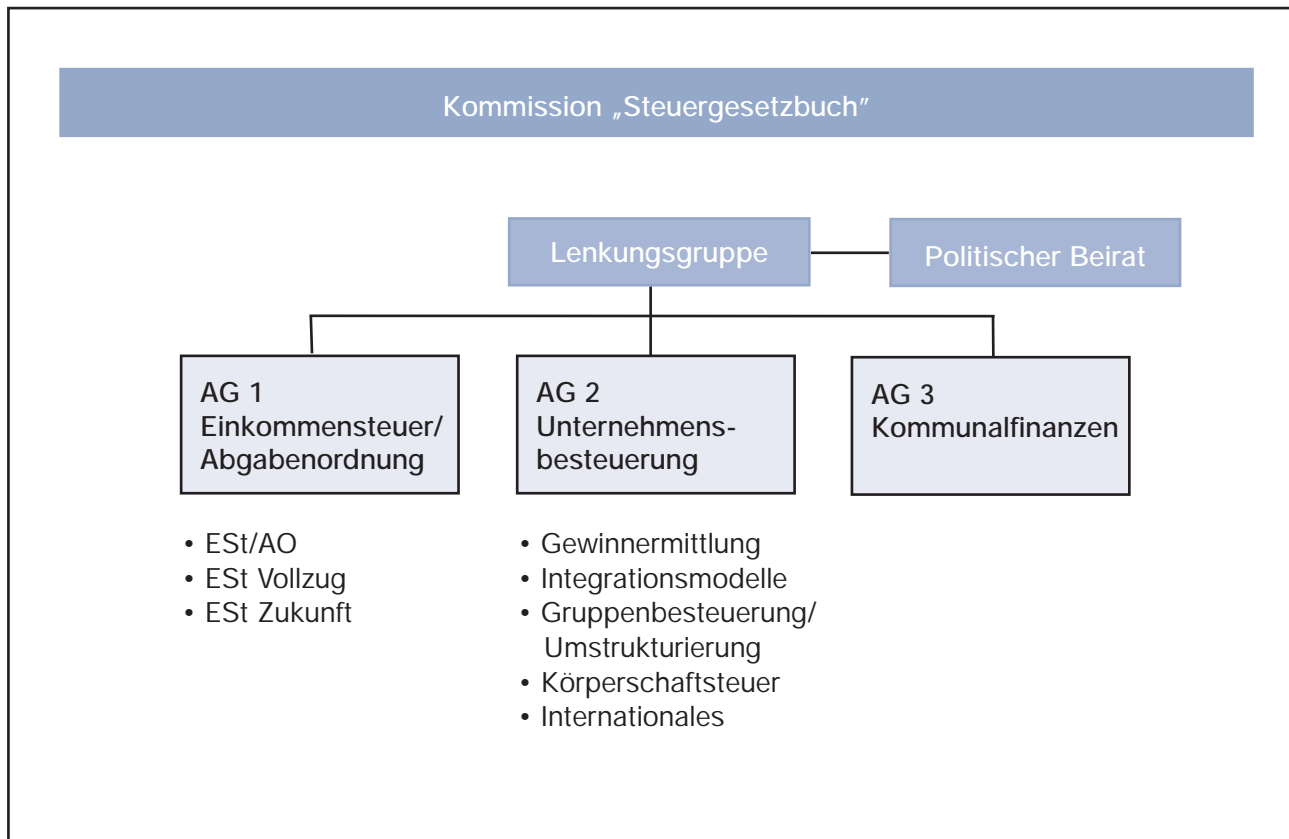 Kommission „Steuergesetzbuch”
Lenkungsgruppe
Politischer Beirat
AG 1
Einkommensteuer/
Abgabenordnung
• ESt/AO
• ESt Vollzug
• ESt Zukunft
AG 2
Unternehmens-
besteuerung
• Gewinnermittlung
• Integrationsmodelle
• Gruppenbesteuerung/
Umstrukturierung
• Körperschaftsteuer
• Internationales
AG 3
Kommunalfinanzen